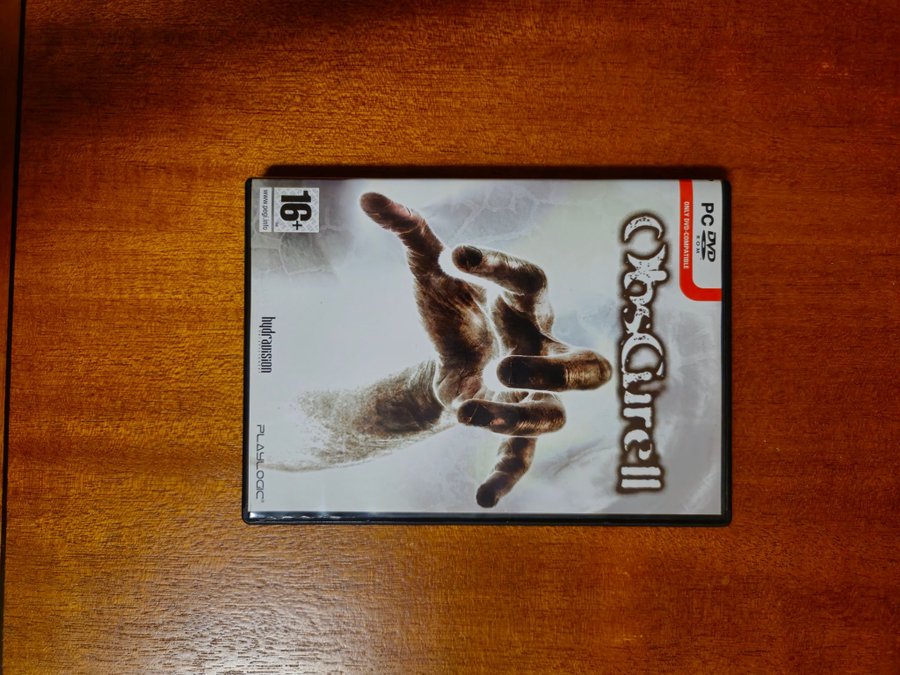 PC DVD
ROM
ONLY DVD-COMPATIBLE
ObsCure II
16+
www.pegi.info
hydravision
PLAYLOGIC